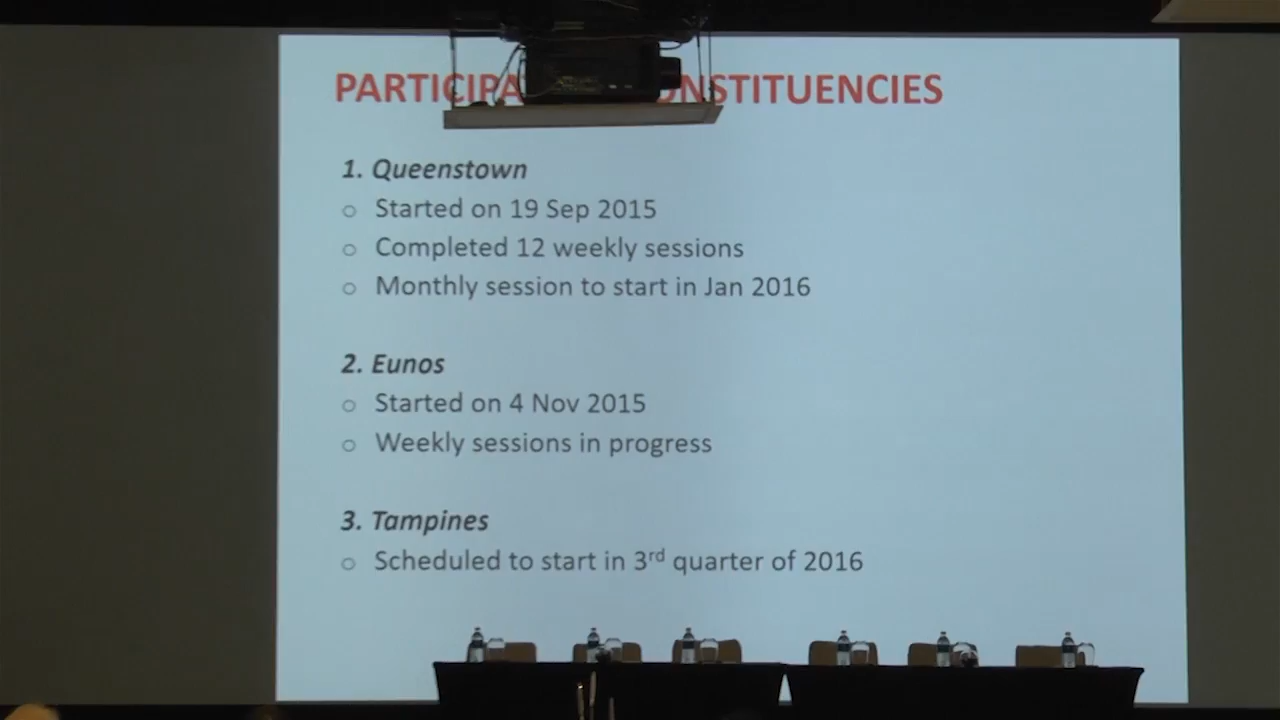 PARTICIPA NSTITUENCIES
1. Queenstown
○ Started on 19 Sep 2015
○ Completed 12 weekly sessions
○ Monthly session to start in Jan 2016
2. Eunos
○ Started on 4 Nov 2015
○ Weekly sessions in progress
3. Tampines
○ Scheduled to start in 3rd quarter of 2016